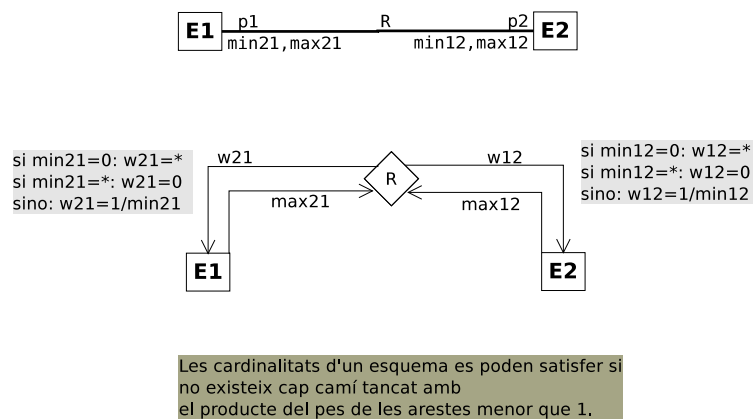 E1
p1
R
p2
E2
min21,max21
min12,max12
si min21=0: w21=*
si min21=*: w21=0
sino: w21=1/min21
w21
R
w12
max21
max12
si min12=0: w12=*
si min12=*: w12=0
sino: w12=1/min12
E1
E2
Les cardinalitats d'un esquema es poden satisfer si
no existeix cap camí tancat amb
el producte del pes de les arestes menor que 1.